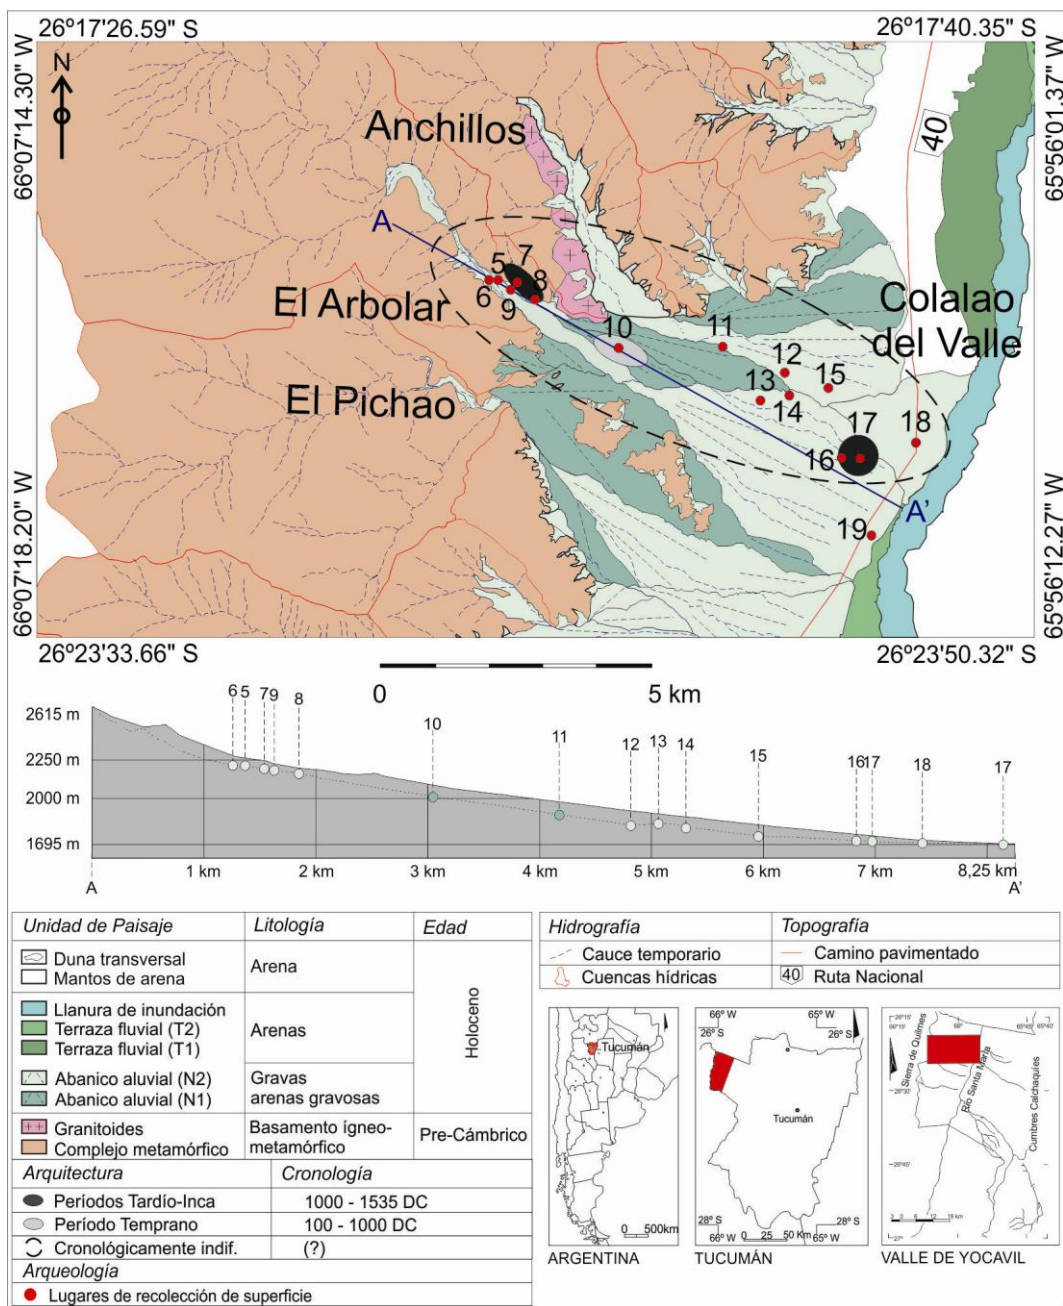 26º17'26.59" S
26º17'40.35" S
66º07'14.30" W
65º56'01.37" W
N
40
Anchillos
A
7
5
8
6
9
El Arbolar
Colalao
del Valle
10
11
12
13
15
14
El Pichao
17
18
16
A'
19
66º07'18.20" W
65º56'12.29" W
26º23'33.66" S
26º23'50.32" S
0
5 km
6 5 7 9 8
10
11
12 13 14
15
16 17 18 17
2615 m
2250 m
2000 m
1695 m
1 km 2 km 3 km 4 km 5 km 6 km 7 km 8,25 km
A
A'
Unidad de Paisaje Litología Edad
Duna transversal
Mantos de arena
Arena
Llanura de inundación
Terraza fluvial (T2)
Terraza fluvial (T1)
Arenas
Abanico aluvial (N2)
Abanico aluvial (N1)
Gravas
arenas gravosas
Holoceno
Granitoides
Complejo metamórfico
Basamento ígneo-
metamórfico
Pre-Cámbrico
Arquitectura Cronología
Períodos Tardío-Inca 1000 - 1535 DC
Período Temprano 100 - 1000 DC
Cronológicamente indif. (?)
Arqueología
Lugares de recolección de superficie
Hidrografía Topografía
Cauce temporario Camino pavimentado
Cuencas hídricas 40 Ruta Nacional
Tucumán
0 500km
ARGENTINA
66º W 65º W
26º S 26º S
Tucumán
28º S 28º S
66º W 65º W
0 25 50 Km
TUCUMÁN
Sierra de Quilmes
Río Santa María
Cumbres Calchaquíes
VALLE DE YOCAVIL